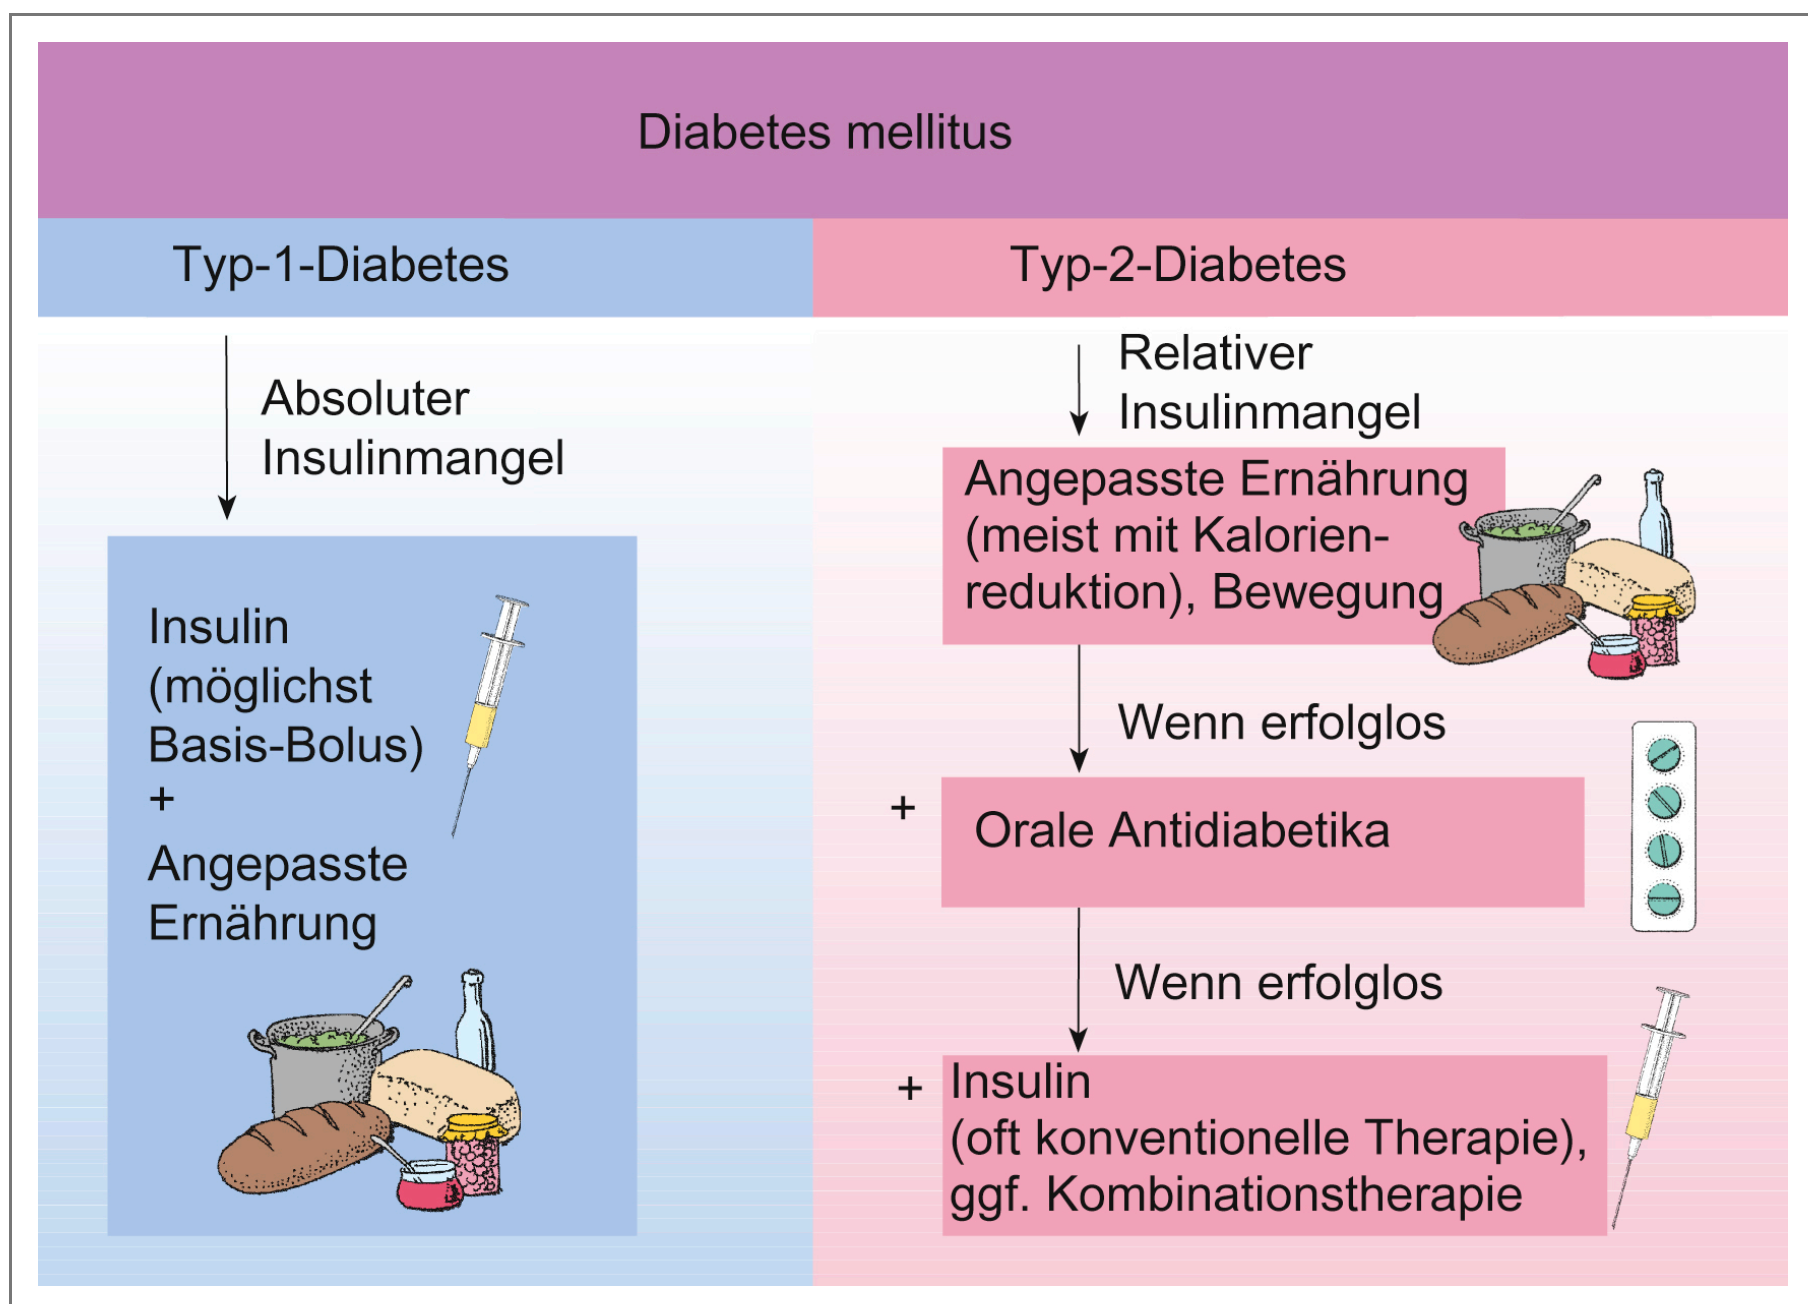 Diabetes mellitus
Typ-1-Diabetes
Absoluter
Insulinmangel
Insulin
(möglichst
Basis-Bolus)
+
Angepasste
Ernährung
Typ-2-Diabetes
Relativer
Insulinmangel
Angepasste Ernährung
(meist mit Kalorien-
reduktion), Bewegung
Wenn erfolglos
+
Orale Antidiabetika
Wenn erfolglos
+
Insulin
(oft konventionelle Therapie),
ggf. Kombinationstherapie